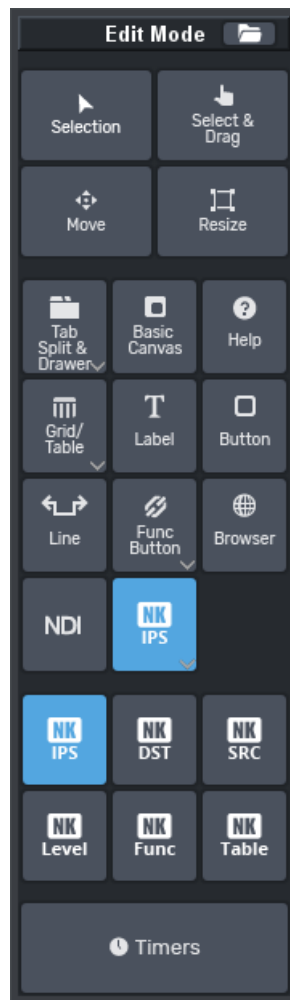 Edit Mode
Selection
Select &
Drag
Move
Resize
Tab
Split &
Drawer
Basic
Canvas
?
Help
Grid/
Table
T
Label
Button
Line
Func
Button
Browser
NDI
NK
IPS
NK
IPS
NK
DST
NK
SRC
NK
Level
NK
Func
NK
Table
Timers